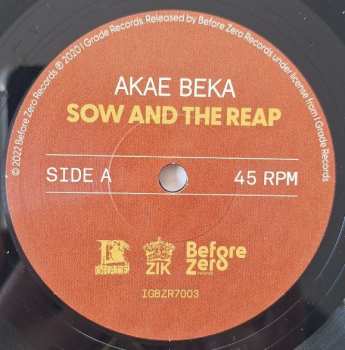 © 2022 Before Zero Records ℗ 2020 I Grade Records. Released by Before Zero Records under license from I Grade Records
AKAE BEKA
SOW AND THE REAP
SIDE A
45 RPM
ZIK
Before
Zero
IGBZR7003